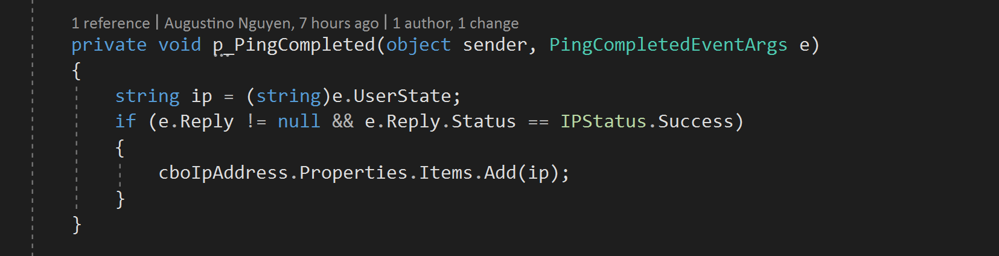 1 reference | Augustino Nguyen, 7 hours ago | 1 author, 1 change
private void p_PingCompleted(object sender, PingCompletedEventArgs e)
{
    string ip = (string)e.UserState;
    if (e.Reply != null && e.Reply.Status == IPStatus.Success)
    {
        cboIpAddress.Properties.Items.Add(ip);
    }
}